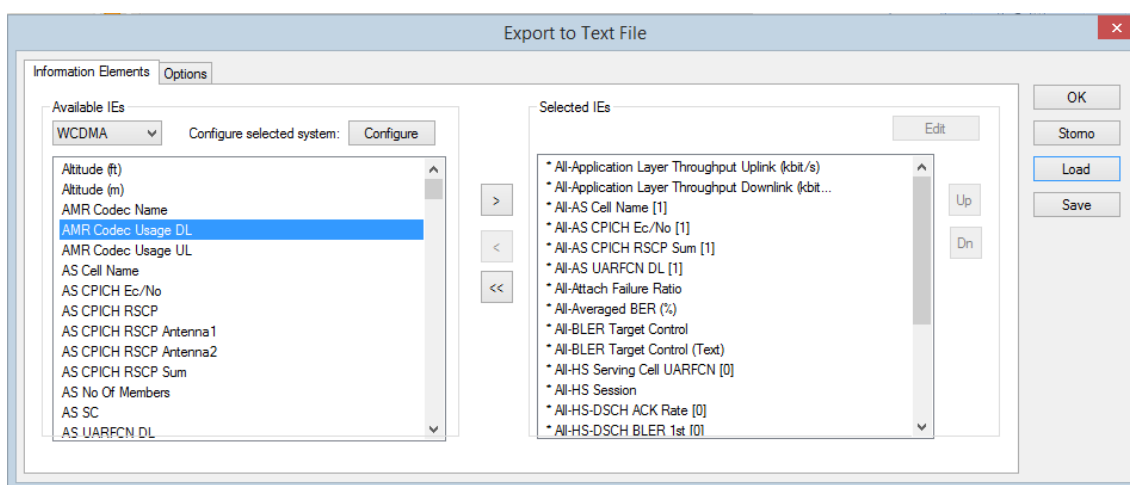 Export to Text File
Information Elements
Options
Available IEs
WCDMA
Configure selected system:
Configure
Altitude (ft)
Altitude (m)
AMR Codec Name
AMR Codec Usage DL
AMR Codec Usage UL
AS Cell Name
AS CPICH Ec/No
AS CPICH RSCP
AS CPICH RSCP Antenna1
AS CPICH RSCP Antenna2
AS CPICH RSCP Sum
AS No Of Members
AS SC
AS UARFCN DL
>
<
<<
Selected IEs
Edit
* All-Application Layer Throughput Uplink (kbit/s)
* All-Application Layer Throughput Downlink (kbit...
* All-AS Cell Name [1]
* All-AS CPICH Ec/No [1]
* All-AS CPICH RSCP Sum [1]
* All-AS UARFCN DL [1]
* All-Attach Failure Ratio
* All-Averaged BER (%)
* All-BLER Target Control
* All-BLER Target Control (Text)
* All-HS Serving Cell UARFCN [0]
* All-HS Session
* All-HS-DSCH ACK Rate [0]
* All-HS-DSCH BLER 1st [0]
Up
Dn
OK
Stomo
Load
Save